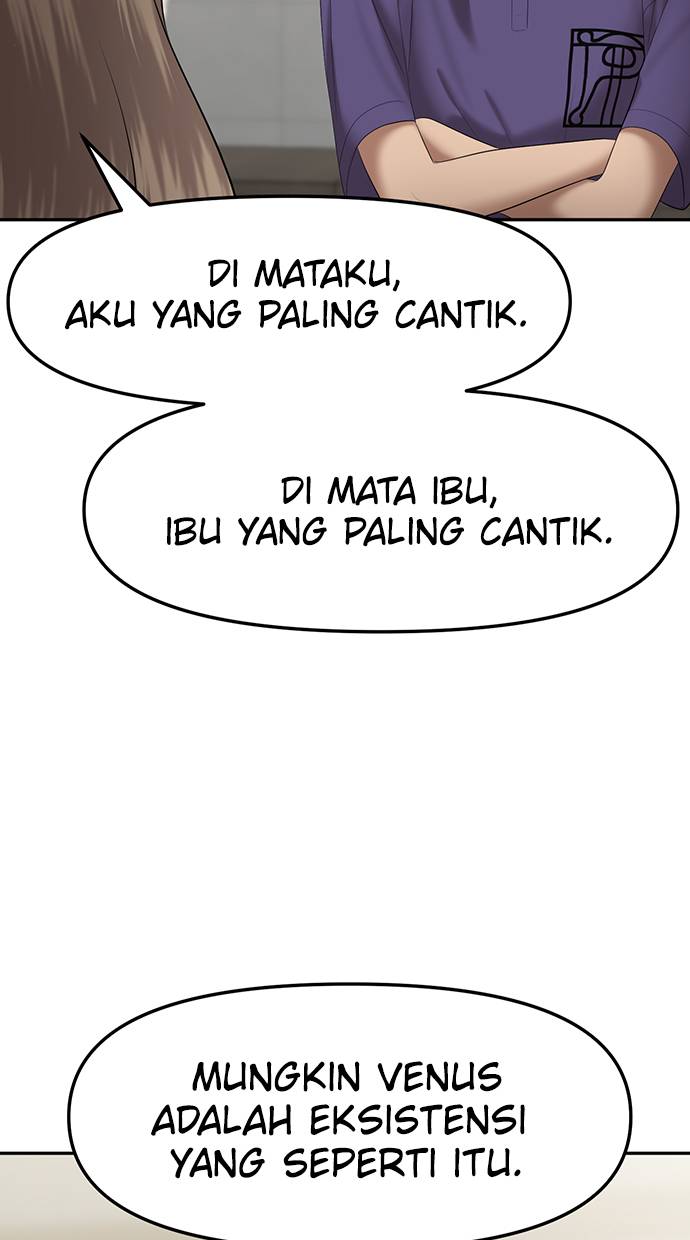 DI MATAKU,
AKU YANG PALING CANTIK.
DI MATA IBU,
IBU YANG PALING CANTIK.
MUNGKIN VENUS
ADALAH EKSISTENSI
YANG SEPERTI ITU.